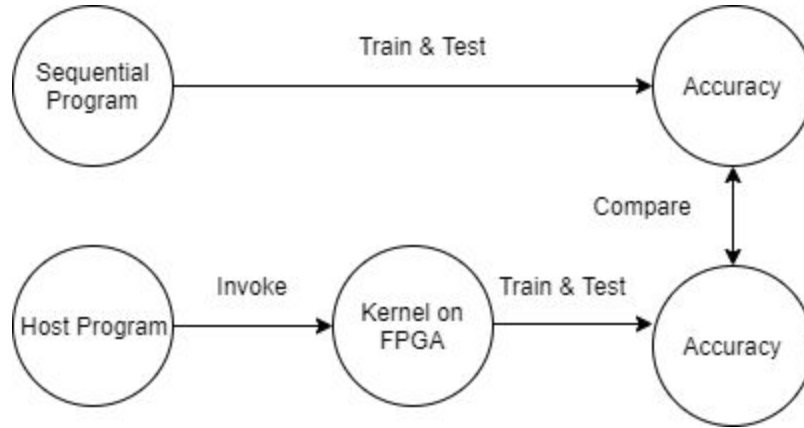 Train & Test
Sequential
Program
Accuracy
Compare
Invoke
Train & Test
Host Program
Kernel on
FPGA
Accuracy